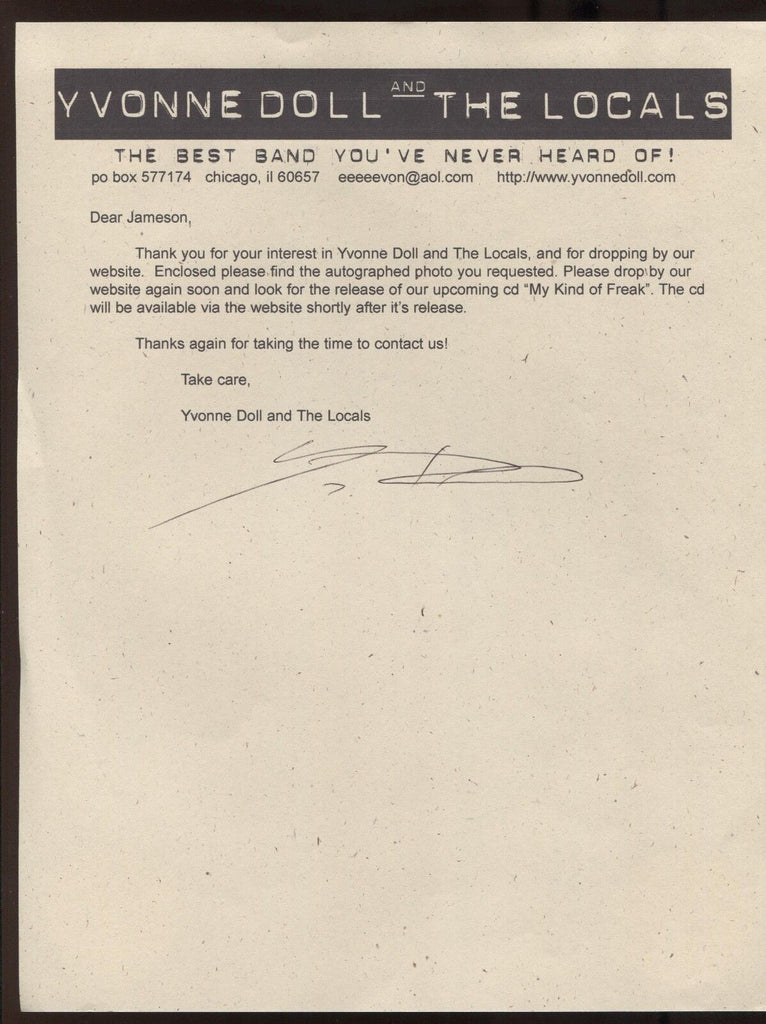 YVONNE DOLL AND THE LOCALS
THE BEST BAND YOU'VE NEVER HEARD OF!
po box 577174 chicago, il 60657 eeeeevon@aol.com http://www.yvonnedoll.com
Dear Jameson,
Thank you for your interest in Yvonne Doll and The Locals, and for dropping by our
website. Enclosed please find the autographed photo you requested. Please drop by our
website again soon and look for the release of our upcoming cd “My Kind of Freak”. The cd
will be available via the website shortly after it’s release.
Thanks again for taking the time to contact us!
Take care,
Yvonne Doll and The Locals